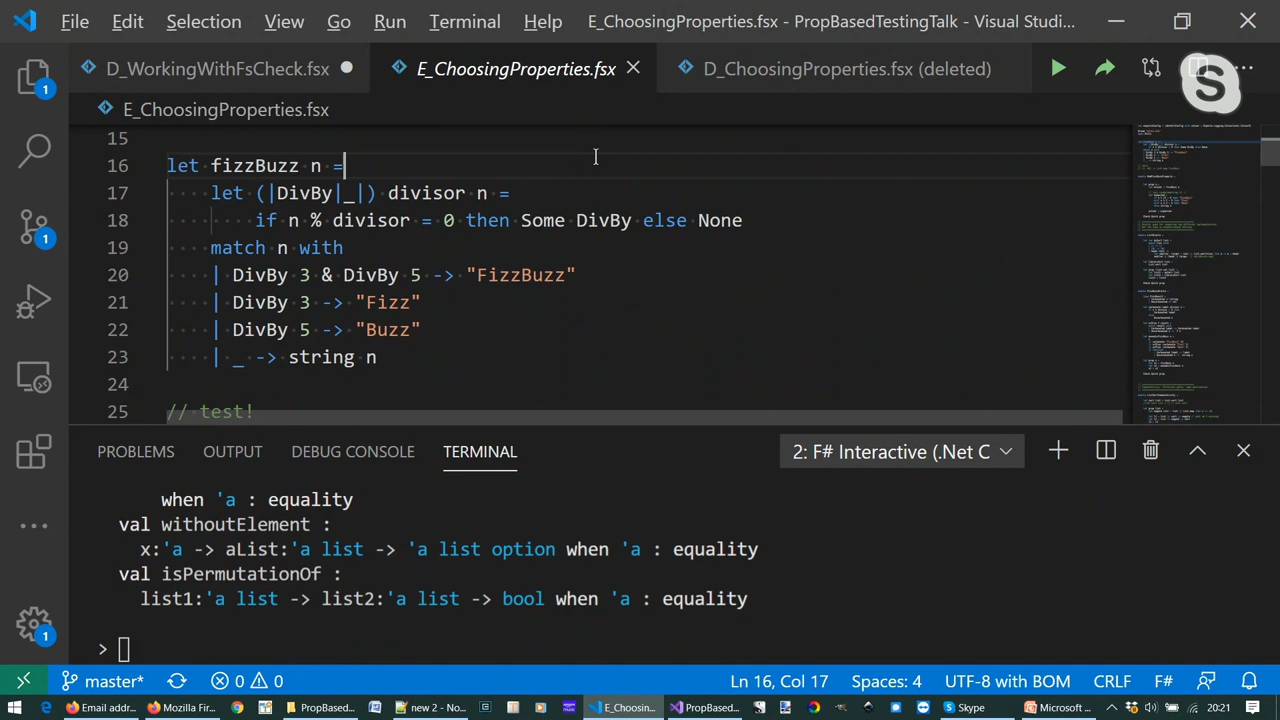 File Edit Selection View Go Run Terminal Help E_ChoosingProperties.fsx - PropBasedTestingTalk - Visual Studi...
D_WorkingWithFsCheck.fsx E_ChoosingProperties.fsx D_ChoosingProperties.fsx (deleted)
E_ChoosingProperties.fsx
15
16 let fizzBuzz n =
17 let (|DivBy|_|) divisor n =
18 if n % divisor = 0 then Some DivBy else None
19 match n with
20 | DivBy 3 & DivBy 5 -> "FizzBuzz"
21 | DivBy 3 -> "Fizz"
22 | DivBy 5 -> "Buzz"
23 | _ -> string n
24
25 // test!
PROBLEMS OUTPUT DEBUG CONSOLE TERMINAL 2: F# Interactive (.Net C
when 'a : equality
val withoutElement :
x:'a -> aList:'a list -> 'a list option when 'a : equality
val isPermutationOf :
list1:'a list -> list2:'a list -> bool when 'a : equality
>
master* 0 0 Ln 16, Col 17 Spaces: 4 UTF-8 with BOM CRLF F#
Email addr... Mozilla Fir... PropBased... new 2 - No... E_Choosin... PropBased... Skype Microsoft ... 20:21